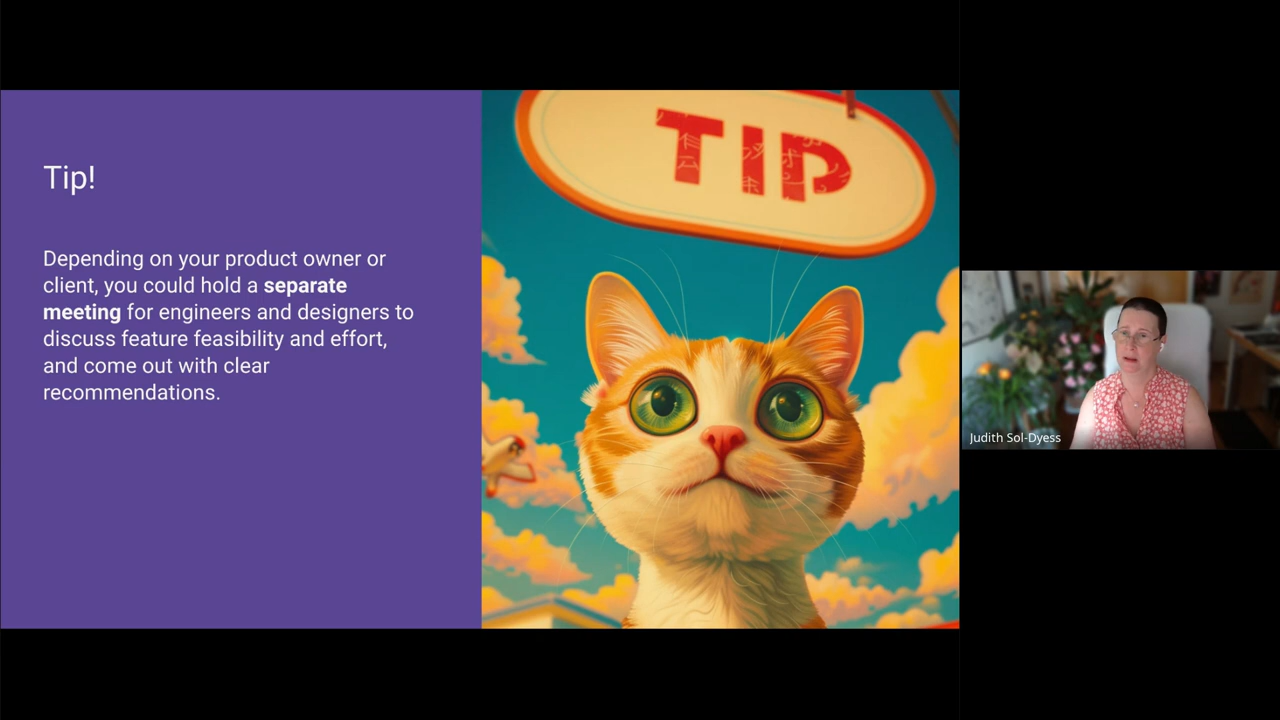 Tip!
Depending on your product owner or
client, you could hold a separate
meeting for engineers and designers to
discuss feature feasibility and effort,
and come out with clear
recommendations.
TIP
Judith Sol-Dyess